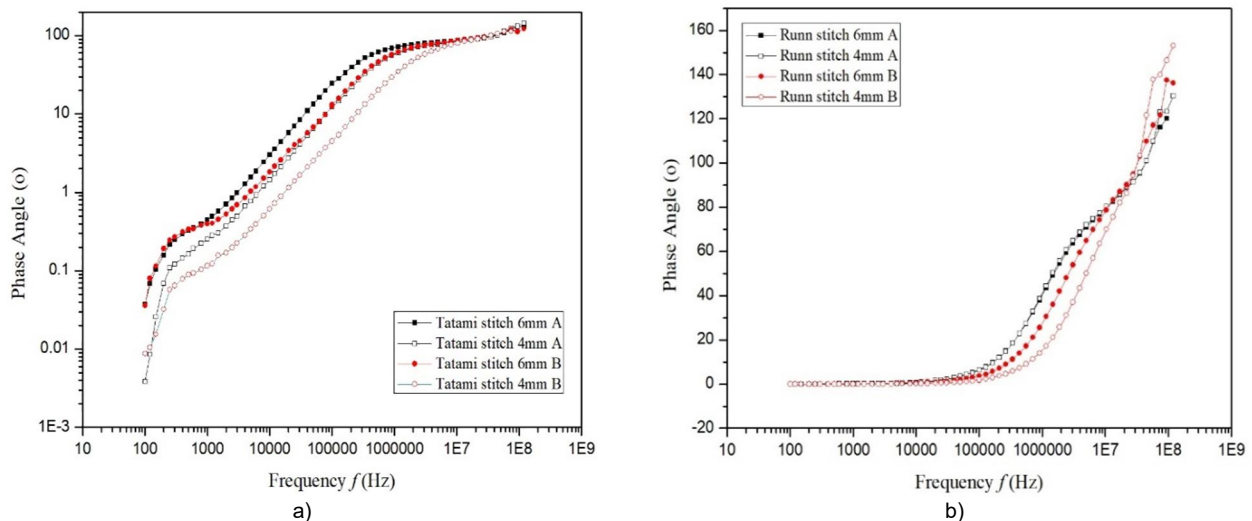 100
10
1
0.1
0.01
1E-3
Phase Angle (o)
Tatami stitch 6mm A
Tatami stitch 4mm A
Tatami stitch 6mm B
Tatami stitch 4mm B
10 100 1000 10000 100000 1000000 1E7 1E8 1E9
Frequency f (Hz)
a)
170
160
140
120
100
80
60
40
20
0
-20
Phase Angle (o)
Runn stitch 6mm A
Runn stitch 4mm A
Runn stitch 6mm B
Runn stitch 4mm B
10 100 1000 10000 100000 1000000 1E7 1E8 1E9
Frequency f (Hz)
b)